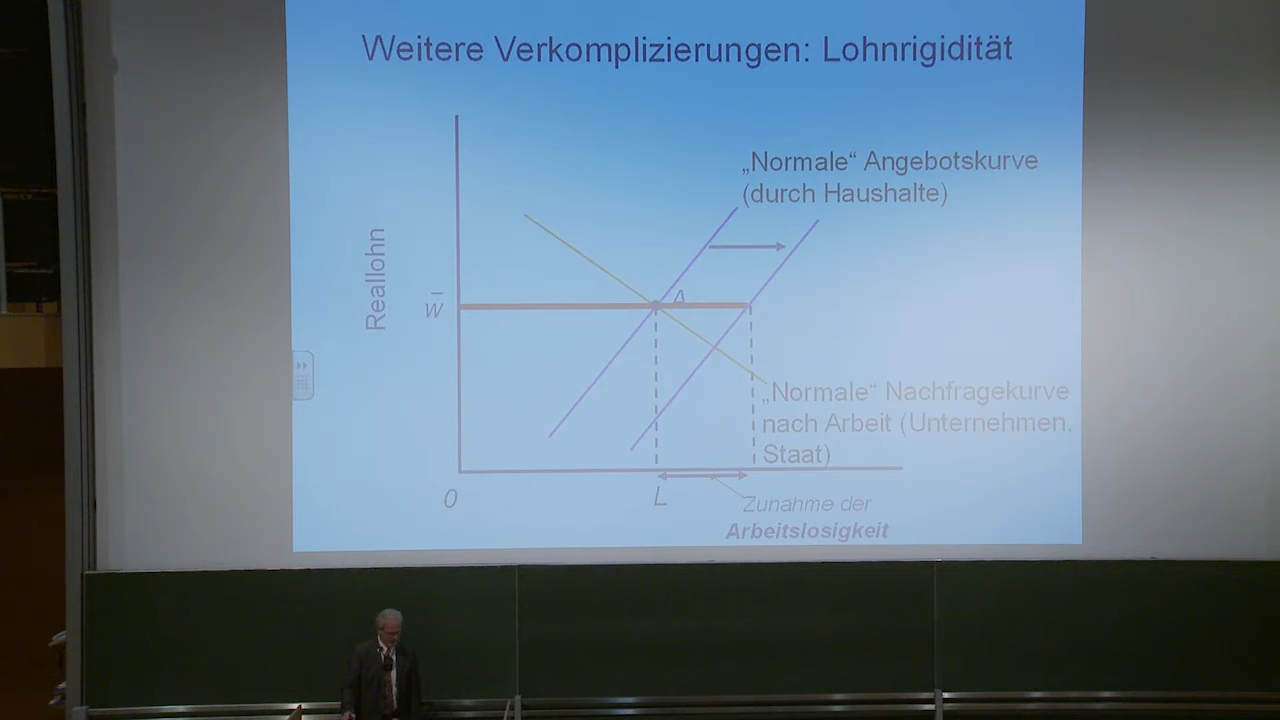 Weitere Verkomplizierungen: Lohnrigidität
„Normale“ Angebotskurve
(durch Haushalte)
Reallohn
w̅
A
„Normale“ Nachfragekurve
nach Arbeit (Unternehmen,
Staat)
0
L
Zunahme der
Arbeitslosigkeit